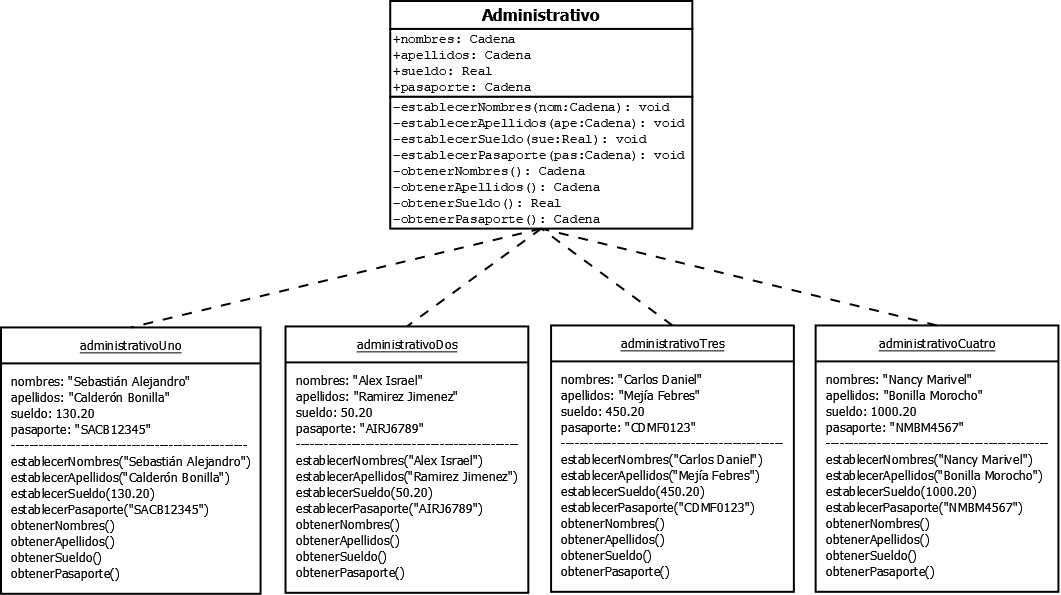 Administrativo
+nombres: Cadena
+apellidos: Cadena
+sueldo: Real
+pasaporte: Cadena
-establecerNombres(nom:Cadena): void
-establecerApellidos(ape:Cadena): void
-establecerSueldo(sue:Real): void
-establecerPasaporte(pas:Cadena): void
-obtenerNombres(): Cadena
-obtenerApellidos(): Cadena
-obtenerSueldo(): Real
-obtenerPasaporte(): Cadena
administrativoUno
nombres: "Sebastián Alejandro"
apellidos: "Calderón Bonilla"
sueldo: 130.20
pasaporte: "SACB12345"
establecerNombres("Sebastián Alejandro")
establecerApellidos("Calderón Bonilla")
establecerSueldo(130.20)
establecerPasaporte("SACB12345")
obtenerNombres()
obtenerApellidos()
obtenerSueldo()
obtenerPasaporte()
administrativoDos
nombres: "Alex Israel"
apellidos: "Ramirez Jimenez"
sueldo: 50.20
pasaporte: "AIRJ6789"
establecerNombres("Alex Israel")
establecerApellidos("Ramirez Jimenez")
establecerSueldo(50.20)
establecerPasaporte("AIRJ6789")
obtenerNombres()
obtenerApellidos()
obtenerSueldo()
obtenerPasaporte()
administrativoTres
nombres: "Carlos Daniel"
apellidos: "Mejía Febres"
sueldo: 450.20
pasaporte: "CDMF0123"
establecerNombres("Carlos Daniel")
establecerApellidos("Mejía Febres")
establecerSueldo(450.20)
establecerPasaporte("CDMF0123")
obtenerNombres()
obtenerApellidos()
obtenerSueldo()
obtenerPasaporte()
administrativoCuatro
nombres: "Nancy Marivel"
apellidos: "Bonilla Morocho"
sueldo: 1000.20
pasaporte: "NMBM4567"
establecerNombres("Nancy Marivel")
establecerApellidos("Bonilla Morocho")
establecerSueldo(1000.20)
establecerPasaporte("NMBM4567")
obtenerNombres()
obtenerApellidos()
obtenerSueldo()
obtenerPasaporte()